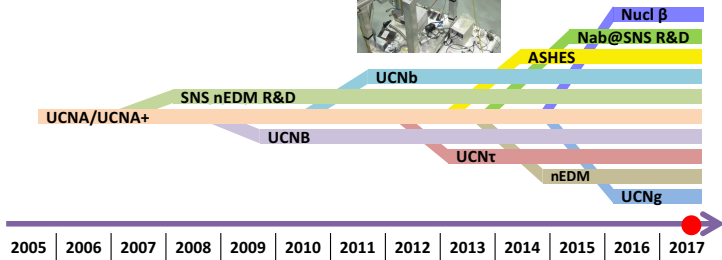 Nucl β
Nab@SNS R&D
ASHES
UCNb
SNS nEDM R&D
UCNA/UCNA+
UCNB
UCNτ
nEDM
UCNg
2005 2006 2007 2008 2009 2010 2011 2012 2013 2014 2015 2016 2017